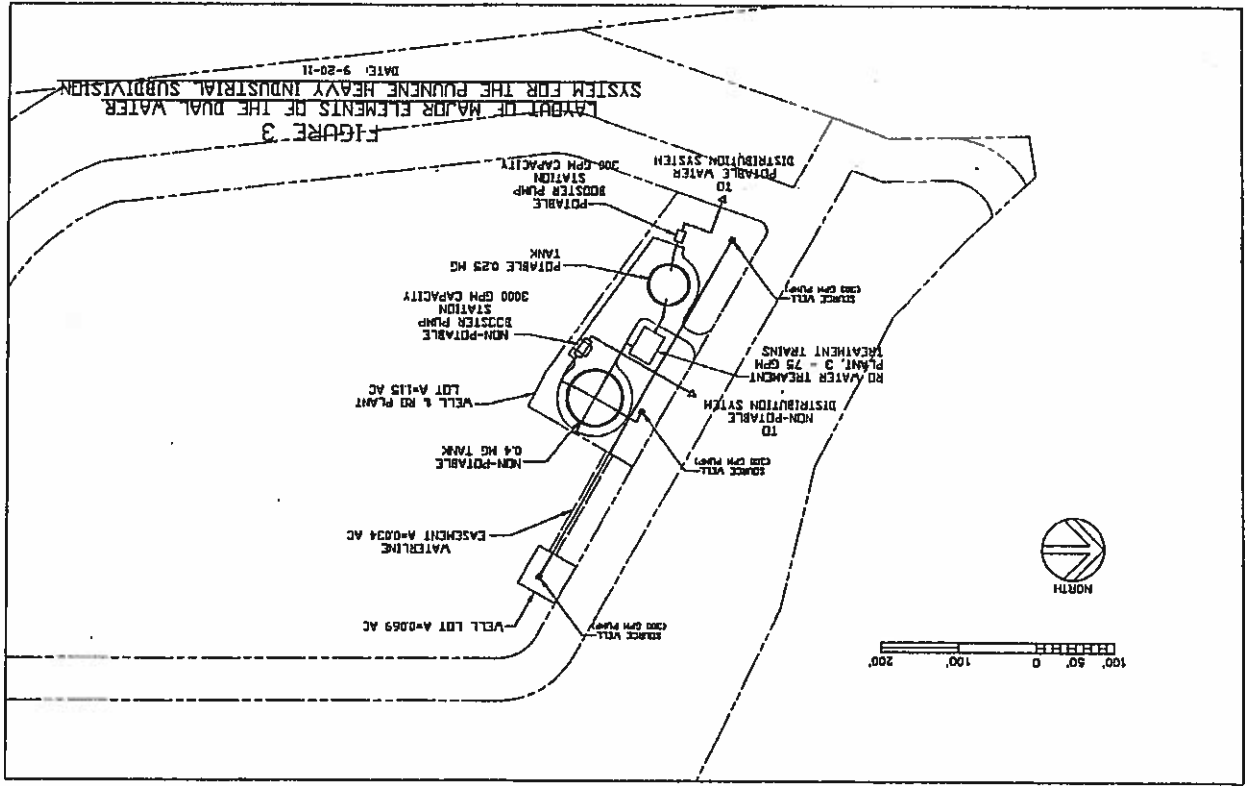 100' 50' 0 100' 200'
NORTH
SOURCE WELL
(300 GPM PUMP)
WELL LOT A=0.069 AC
WATERLINE
EASEMENT A=0.034 AC
SOURCE WELL
(300 GPM PUMP)
NON-POTABLE
0.4 MG TANK
TO
NON-POTABLE
DISTRIBUTION SYTEM
WELL & RO PLANT
LOT A=1.15 AC
RO WATER TREAMENT
PLANT, 3 - 75 GPM
TREATMENT TRAINS
NON-POTABLE
BOOSTER PUMP
STATION
3000 GPM CAPACITY
SOURCE WELL
(300 GPM PUMP)
POTABLE 0.25 MG
TANK
POTABLE
BOOSTER PUMP
STATION
300 GPM CAPACITY
TO
POTABLE WATER
DISTRIBUTION SYSTEM
FIGURE 3
LAYOUT OF MAJOR ELEMENTS OF THE DUAL WATER
SYSTEM FOR THE PUUNENE HEAVY INDUSTRIAL SUBDIVISION
DATE: 9-20-11